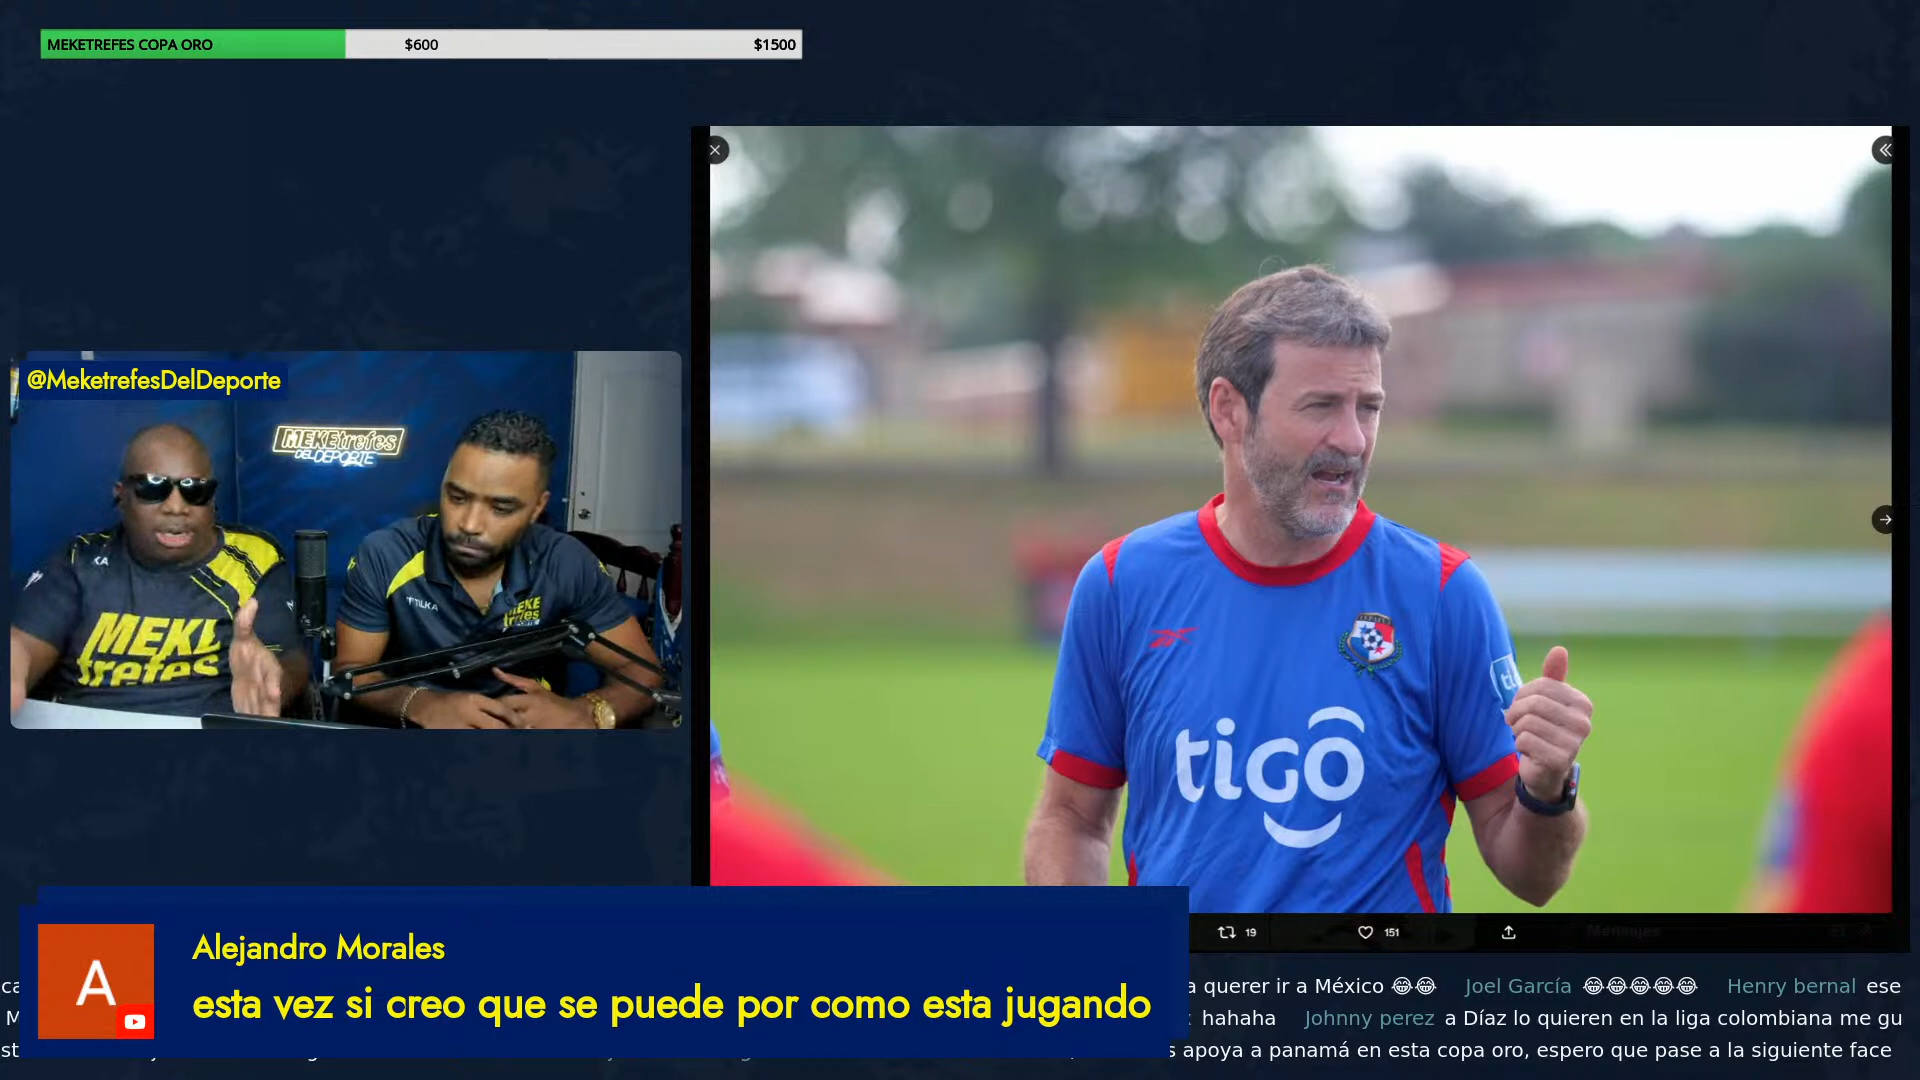 MEKETREFES COPA ORO $600 $1500
@MeketrefesDelDeporte
MEKEtrefes
DEL DEPORTE
TILKA
KA
MEKE
trefes
tigo
19 151
Alejandro Morales
A
esta vez si creo que se puede por como esta jugando
a querer ir a México 😂😂 Joel García 😂😂😂😂😂 Henry bernal ese
hahaha Johnny perez a Díaz lo quieren en la liga colombiana me gu
apoya a panamá en esta copa oro, espero que pase a la siguiente face